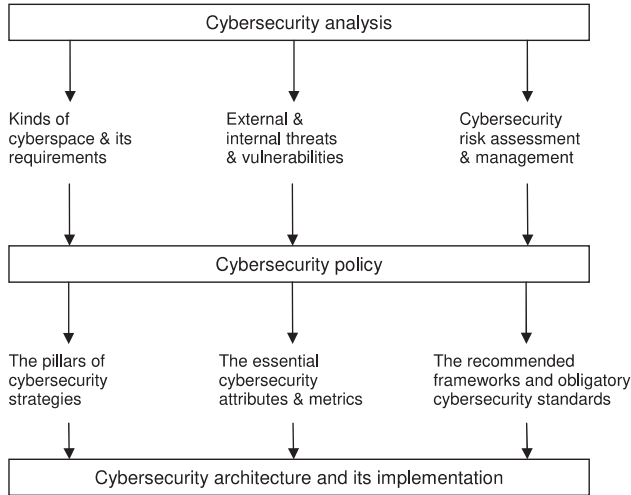 Cybersecurity analysis
Kinds of
cyberspace & its
requirements
External &
internal threats
& vulnerabilities
Cybersecurity
risk assessment
& management
Cybersecurity policy
The pillars of
cybersecurity
strategies
The essential
cybersecurity
attributes & metrics
The recommended
frameworks and obligatory
cybersecurity standards
Cybersecurity architecture and its implementation